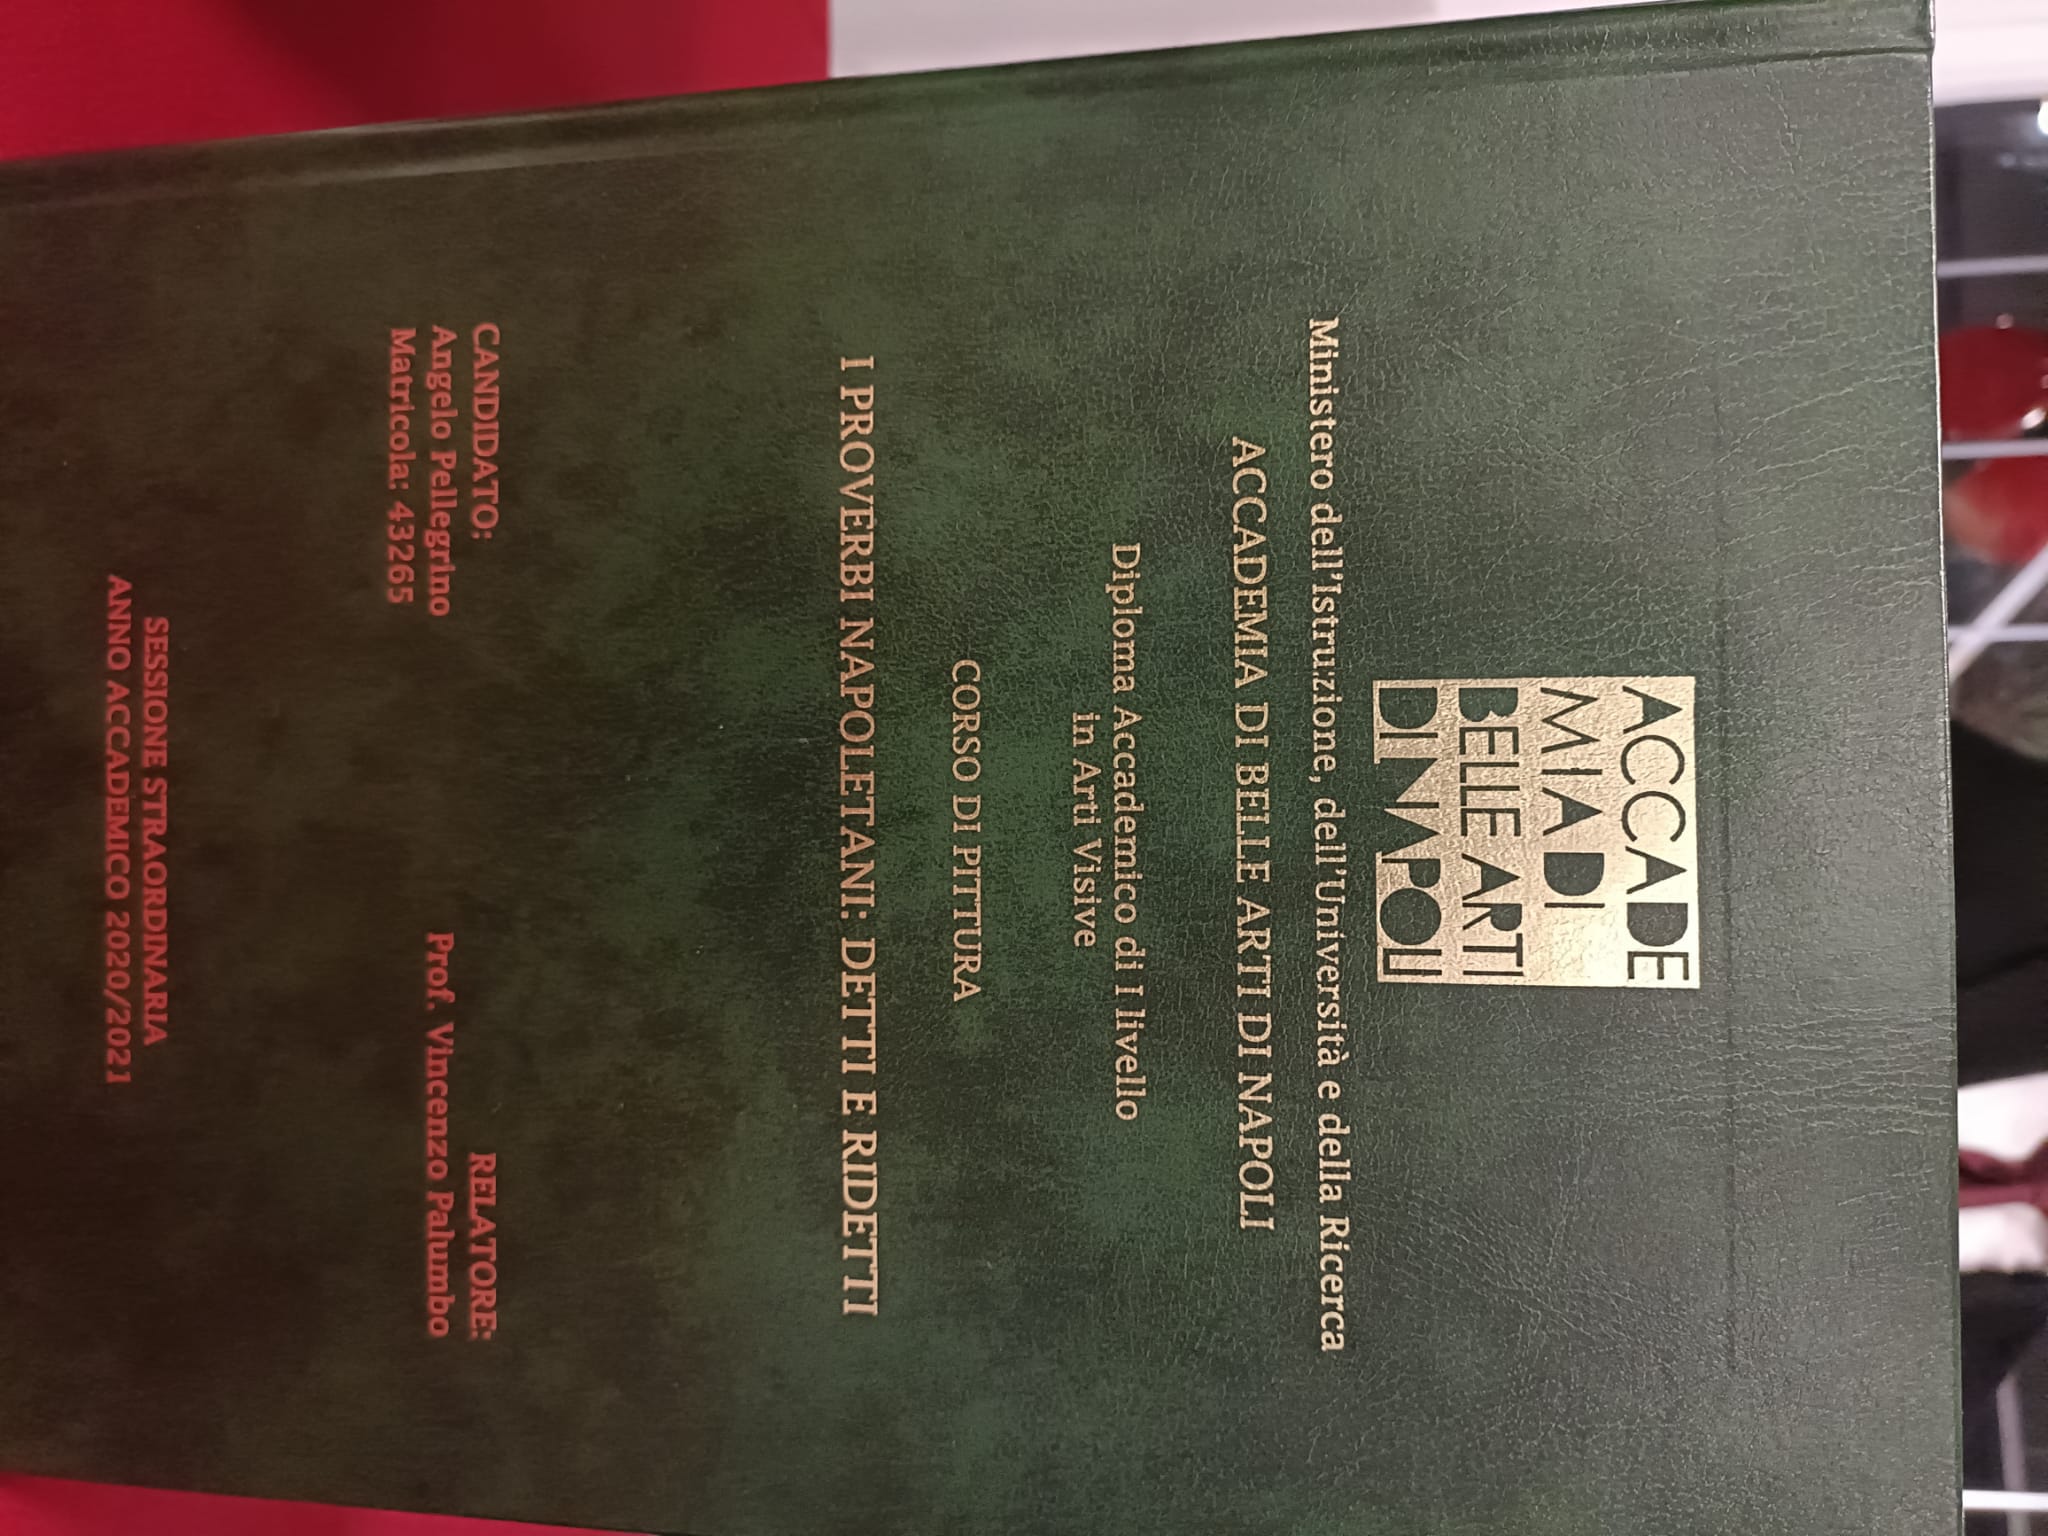 ACCADE
MIA DI
BELLE ARTI
DI NAPOLI
Ministero dell'Istruzione, dell'Università e della Ricerca
ACCADEMIA DI BELLE ARTI DI NAPOLI
Diploma Accademico di I livello
in Arti Visive
CORSO DI PITTURA
I PROVERBI NAPOLETANI: DETTI E RIDETTI
CANDIDATO:
Angelo Pellegrino
Matricola: 43265
RELATORE:
Prof. Vincenzo Palumbo
SESSIONE STRAORDINARIA
ANNO ACCADEMICO 2020/2021